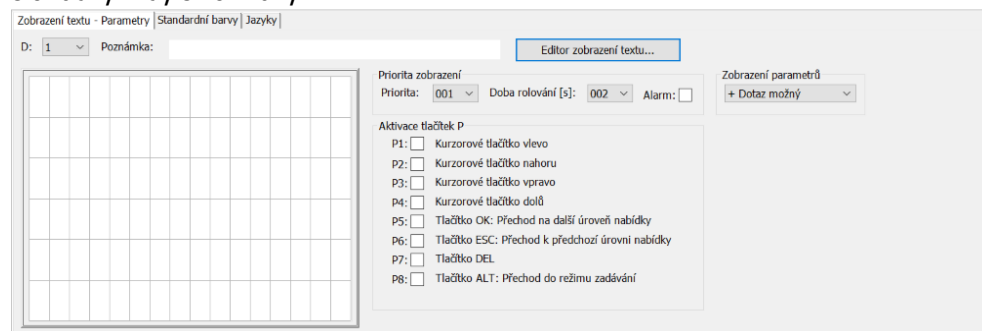 Zobrazení textu - Parametry Standardní barvy Jazyky
D: 1 Poznámka: Editor zobrazení textu...
Priorita zobrazení
Priorita: 001 Doba rolování [s]: 002 Alarm:
Zobrazení parametrů
+ Dotaz možný
Aktivace tlačítek P
P1: Kurzorové tlačítko vlevo
P2: Kurzorové tlačítko nahoru
P3: Kurzorové tlačítko vpravo
P4: Kurzorové tlačítko dolů
P5: Tlačítko OK: Přechod na další úroveň nabídky
P6: Tlačítko ESC: Přechod k předchozí úrovni nabídky
P7: Tlačítko DEL
P8: Tlačítko ALT: Přechod do režimu zadávání